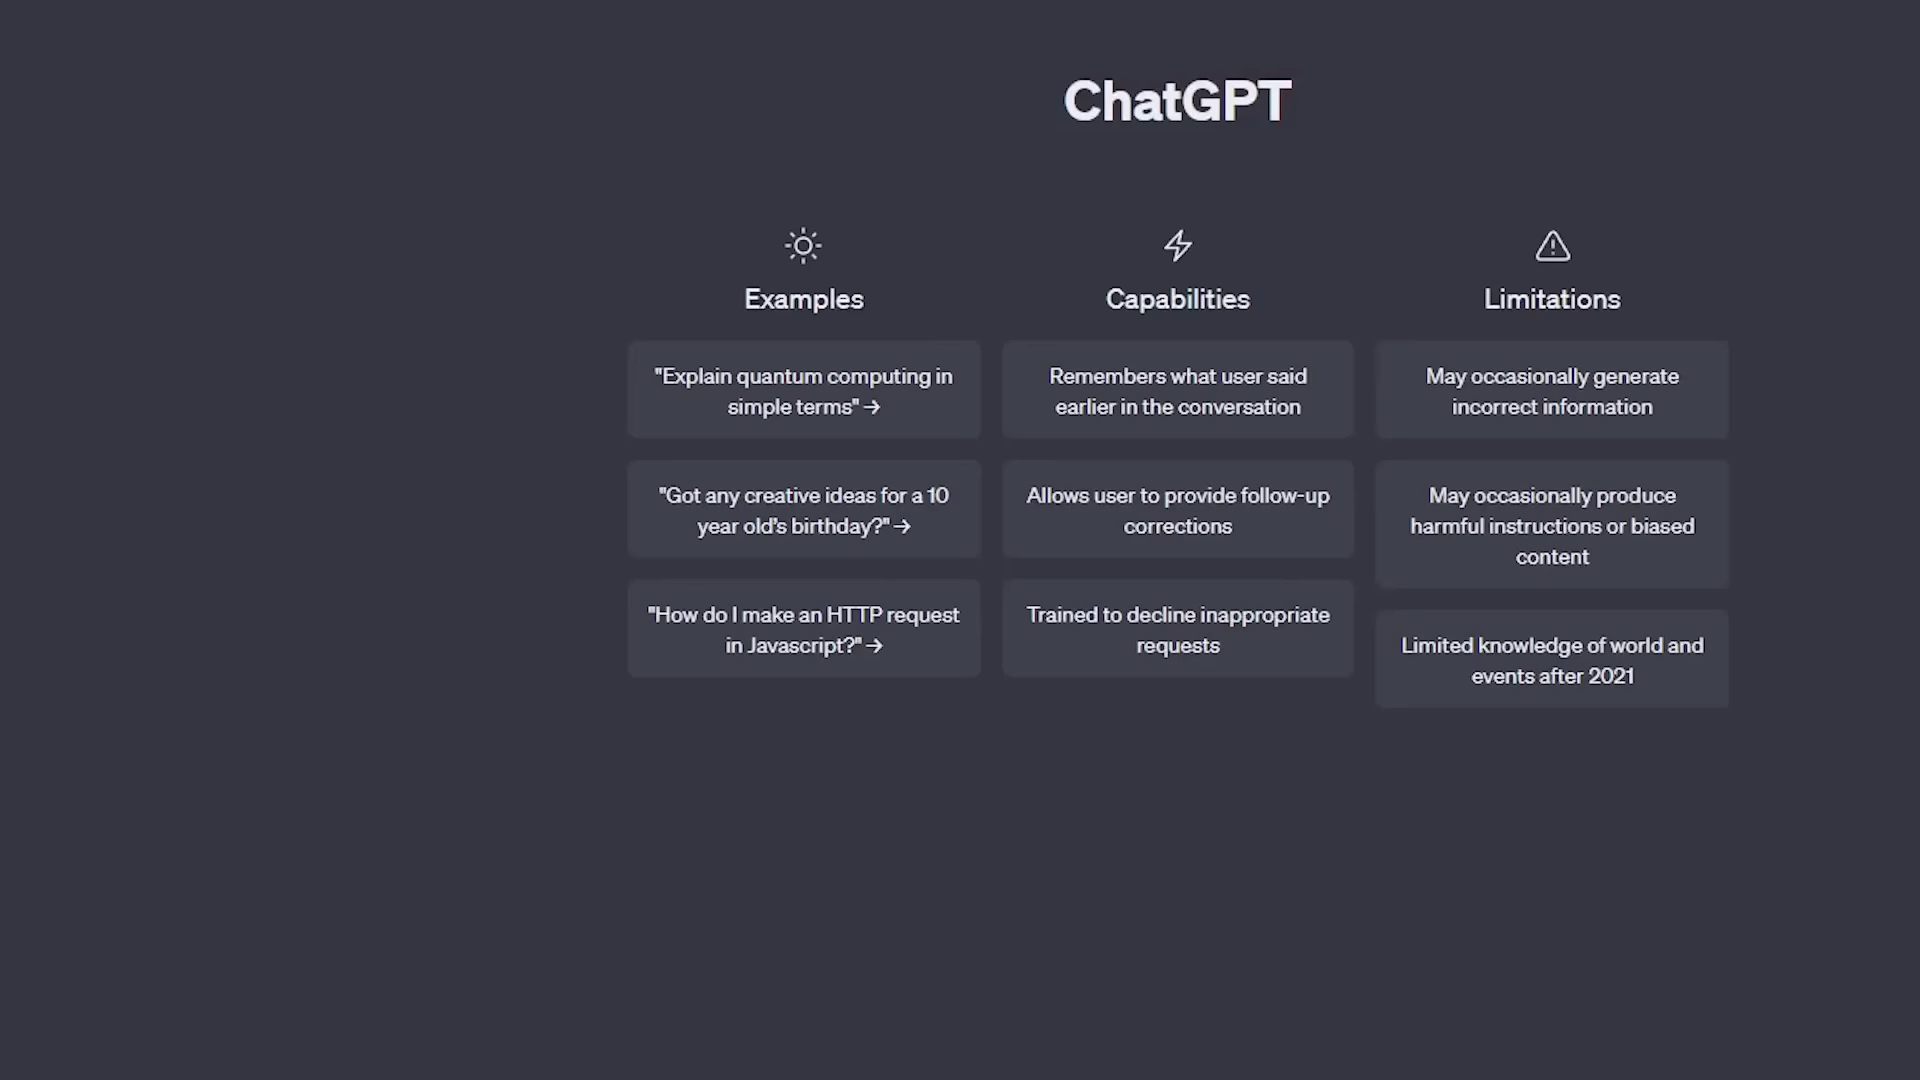 ChatGPT
Examples
"Explain quantum computing in
simple terms" →
"Got any creative ideas for a 10
year old's birthday?" →
"How do I make an HTTP request
in Javascript?" →
Capabilities
Remembers what user said
earlier in the conversation
Allows user to provide follow-up
corrections
Trained to decline inappropriate
requests
Limitations
May occasionally generate
incorrect information
May occasionally produce
harmful instructions or biased
content
Limited knowledge of world and
events after 2021